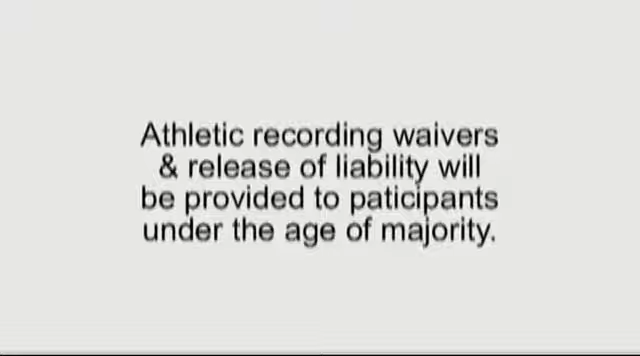 Athletic recording waivers
& release of liability will
be provided to paticipants
under the age of majority.